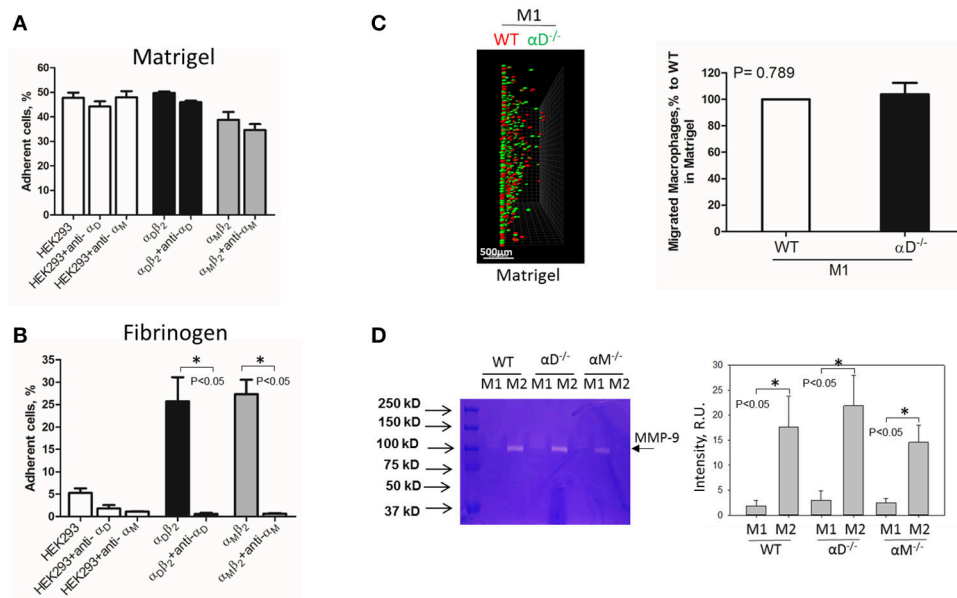 A
Matrigel
Adherent cells, %
60
50
40
30
20
10
0
HEK293
HEK293+anti- αD
HEK293+anti- αM
αDβ2
αDβ2+anti-αD
αMβ2
αMβ2+anti-αM
B
Fibrinogen
Adherent cells, %
35
30
25
20
15
10
5
0
*
P<0.05
*
P<0.05
HEK293
HEK293+anti- αD
HEK293+anti- αM
αDβ2
αDβ2+anti-αD
αMβ2
αMβ2+anti-αM
C
M1
WT αD-/-
500µm
Matrigel
Migrated Macrophages,% to WT
in Matrigel
120
100
80
60
40
20
0
P= 0.789
WT
αD-/-
M1
D
WT αD-/- αM-/-
M1 M2 M1 M2 M1 M2
250 kD
150 kD
100 kD
75 kD
50 kD
37 kD
MMP-9
Intensity, R.U.
30
25
20
15
10
5
0
*
P<0.05
*
P<0.05
*
P<0.05
M1 M2 M1 M2 M1 M2
WT αD-/- αM-/-